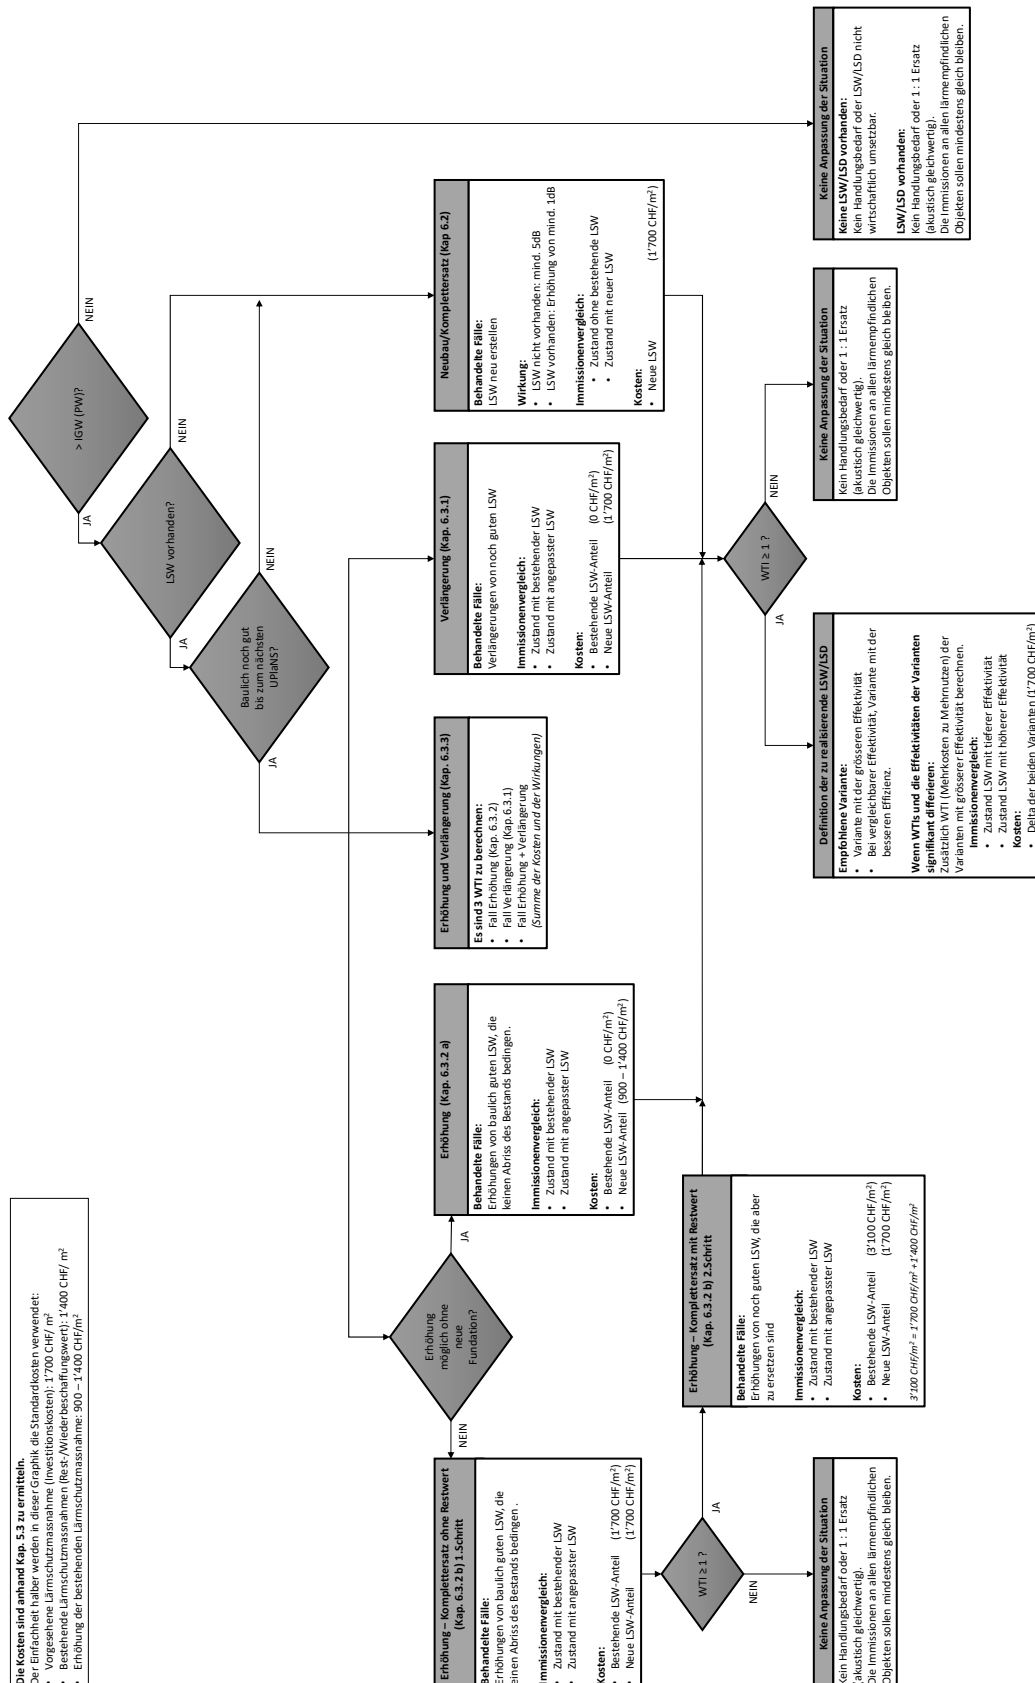 Die Kosten sind anhand Kap. 5.3 zu ermitteln.
Der Einfachheit halber werden in dieser Graphik die Standardkosten verwendet:
• Vorgesehene Lärmschutzmassnahme (Investitionskosten): 1'700 CHF/ m²
• Bestehende Lärmschutzmassnahmen (Rest-/Wiederbeschaffungswert): 1'400 CHF/ m²
• Erhöhung der bestehenden Lärmschutzmassnahme: 900 – 1'400 CHF/m²
> IGW (PW)?
JA
NEIN
LSW vorhanden?
JA
NEIN
Baulich noch gut
bis zum nächsten
UPlaNS?
JA
NEIN
Erhöhung
möglich ohne
neue
Fundation?
NEIN
JA
Erhöhung – Komplettersatz ohne Restwert
(Kap. 6.3.2 b) 1.Schritt
Behandelte Fälle:
Erhöhungen von baulich guten LSW, die
einen Abriss des Bestands bedingen .
Immissionenvergleich:
• Zustand mit bestehender LSW
• Zustand mit angepasster LSW
Kosten:
• Bestehende LSW-Anteil (1'700 CHF/m²)
• Neue LSW-Anteil (1'700 CHF/m²)
Erhöhung (Kap. 6.3.2 a)
Behandelte Fälle:
Erhöhungen von baulich guten LSW, die
keinen Abriss des Bestands bedingen.
Immissionenvergleich:
• Zustand mit bestehender LSW
• Zustand mit angepasster LSW
Kosten:
• Bestehende LSW-Anteil (0 CHF/m²)
• Neue LSW-Anteil (900 – 1'400 CHF/m²)
Erhöhung und Verlängerung (Kap. 6.3.3)
Es sind 3 WTI zu berechnen:
• Fall Erhöhung (Kap. 6.3.2)
• Fall Verlängerung (Kap.6.3.1)
• Fall Erhöhung + Verlängerung
(Summe der Kosten und der Wirkungen)
Verlängerung (Kap. 6.3.1)
Behandelte Fälle:
Verlängerungen von noch guten LSW
Immissionenvergleich:
• Zustand mit bestehender LSW
• Zustand mit angepasster LSW
Kosten:
• Bestehende LSW-Anteil (0 CHF/m²)
• Neue LSW-Anteil (1'700 CHF/m²)
Neubau/Komplettersatz (Kap 6.2)
Behandelte Fälle:
LSW neu erstellen
Wirkung:
• LSW nicht vorhanden: mind. 5dB
• LSW vorhanden: Erhöhung von mind. 1dB
Immissionenvergleich:
• Zustand ohne bestehende LSW
• Zustand mit neuer LSW
Kosten:
• Neue LSW (1'700 CHF/m²)
WTI ≥ 1 ?
JA
NEIN
Erhöhung – Komplettersatz mit Restwert
(Kap. 6.3.2 b) 2.Schritt
Behandelte Fälle:
Erhöhungen von noch guten LSW, die aber
zu ersetzen sind
Immissionenvergleich:
• Zustand mit bestehender LSW
• Zustand mit angepasster LSW
Kosten:
• Bestehende LSW-Anteil (3'100 CHF/m²)
• Neue LSW-Anteil (1'700 CHF/m²)
3'100 CHF/m² = 1'700 CHF/m² +1'400 CHF/m²
WTI ≥ 1 ?
JA
NEIN
Keine Anpassung der Situation
Kein Handlungsbedarf oder 1 : 1 Ersatz
(akustisch gleichwertig).
Die Immissionen an allen lärmempfindlichen
Objekten sollen mindestens gleich bleiben.
Definition der zu realisierende LSW/LSD
Empfohlene Variante:
• Variante mit der grösseren Effektivität
• Bei vergleichbarer Effektivität, Variante mit der
besseren Effizienz.
Wenn WTIs und die Effektivitäten der Varianten
signifikant differieren:
Zusätzlich WTI (Mehrkosten zu Mehrnutzen) der
Varianten mit grösserer Effektivität berechnen.
Immissionenvergleich:
• Zustand LSW mit tieferer Effektivität
• Zustand LSW mit höherer Effektivität
Kosten:
• Delta der beiden Varianten (1'700 CHF/m²)
Keine Anpassung der Situation
Kein Handlungsbedarf oder 1 : 1 Ersatz
(akustisch gleichwertig).
Die Immissionen an allen lärmempfindlichen
Objekten sollen mindestens gleich bleiben.
Keine Anpassung der Situation
Keine LSW/LSD vorhanden:
Kein Handlungsbedarf oder LSW/LSD nicht
wirtschaftlich umsetzbar.
LSW/LSD vorhanden:
Kein Handlungsbedarf oder 1 : 1 Ersatz
(akustisch gleichwertig).
Die Immissionen an allen lärmempfindlichen
Objekten sollen mindestens gleich bleiben.